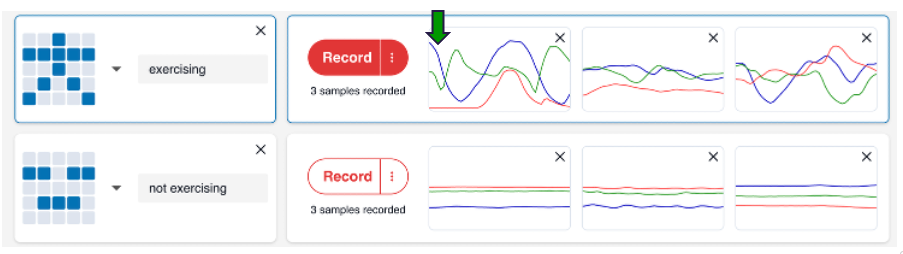 exercising
Record
3 samples recorded
not exercising
Record
3 samples recorded